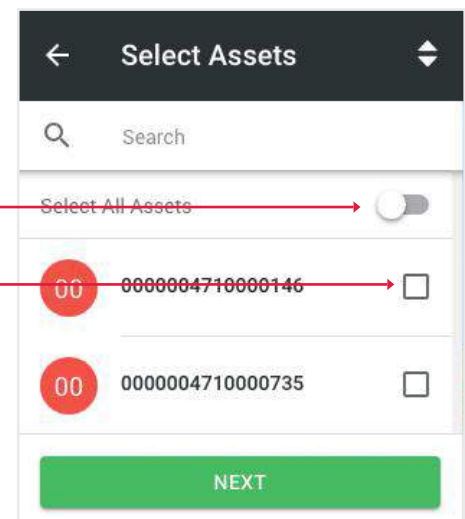 Select Assets
Search
Select All Assets
00 0000004710000146
00 0000004710000735
NEXT